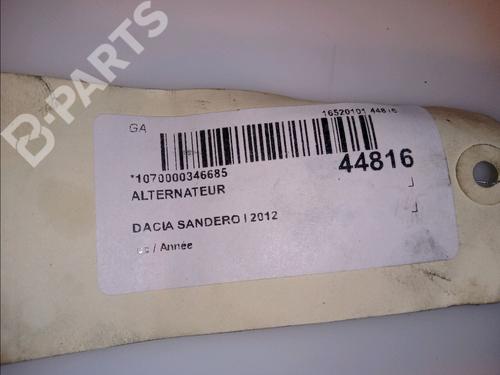 B-PARTS
GA
16520101 44816
*1070000346685
44816
ALTERNATEUR
DACIA SANDERO I 2012
/ Année